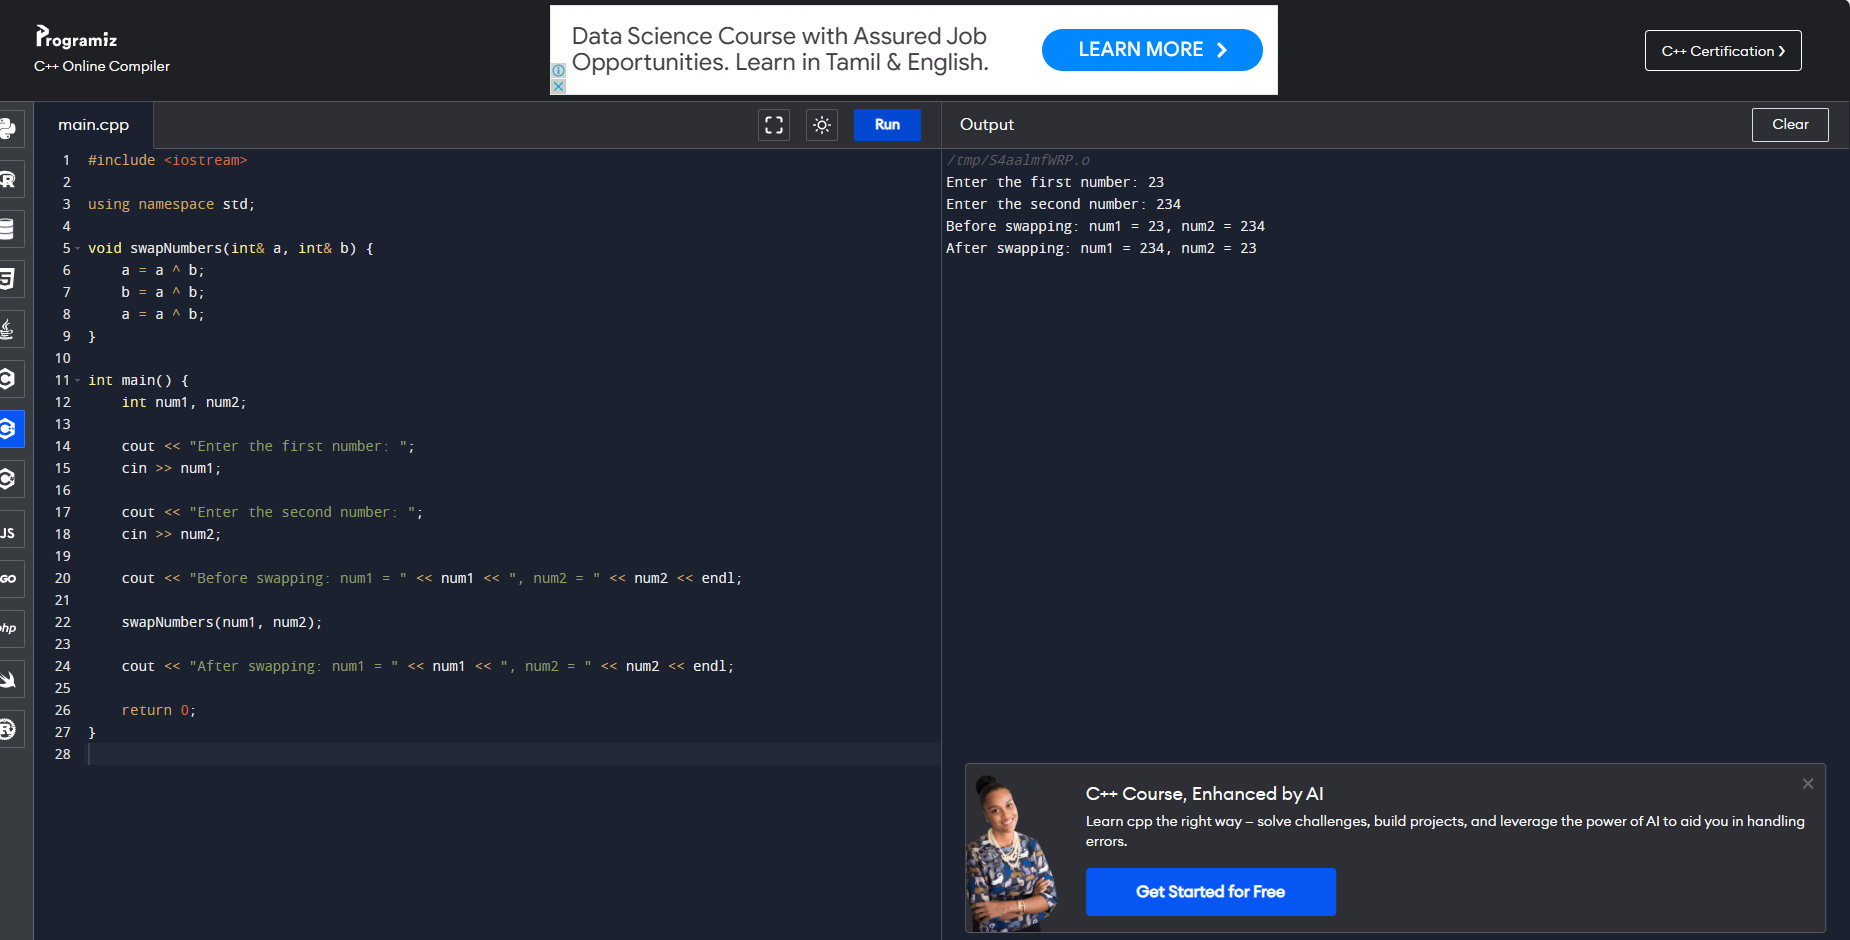 Programiz
C++ Online Compiler
Data Science Course with Assured Job
Opportunities. Learn in Tamil & English.
LEARN MORE
C++ Certification
main.cpp
Run
Output
Clear
1 #include <iostream>
2
3 using namespace std;
4
5 void swapNumbers(int& a, int& b) {
6     a = a ^ b;
7     b = a ^ b;
8     a = a ^ b;
9 }
10
11 int main() {
12     int num1, num2;
13
14     cout << "Enter the first number: ";
15     cin >> num1;
16
17     cout << "Enter the second number: ";
18     cin >> num2;
19
20     cout << "Before swapping: num1 = " << num1 << ", num2 = " << num2 << endl;
21
22     swapNumbers(num1, num2);
23
24     cout << "After swapping: num1 = " << num1 << ", num2 = " << num2 << endl;
25
26     return 0;
27 }
28
/tmp/S4aalmfWRP.o
Enter the first number: 23
Enter the second number: 234
Before swapping: num1 = 23, num2 = 234
After swapping: num1 = 234, num2 = 23
R
5
C
C
JS
GO
php
R
C++ Course, Enhanced by AI
Learn cpp the right way – solve challenges, build projects, and leverage the power of AI to aid you in handling
errors.
Get Started for Free